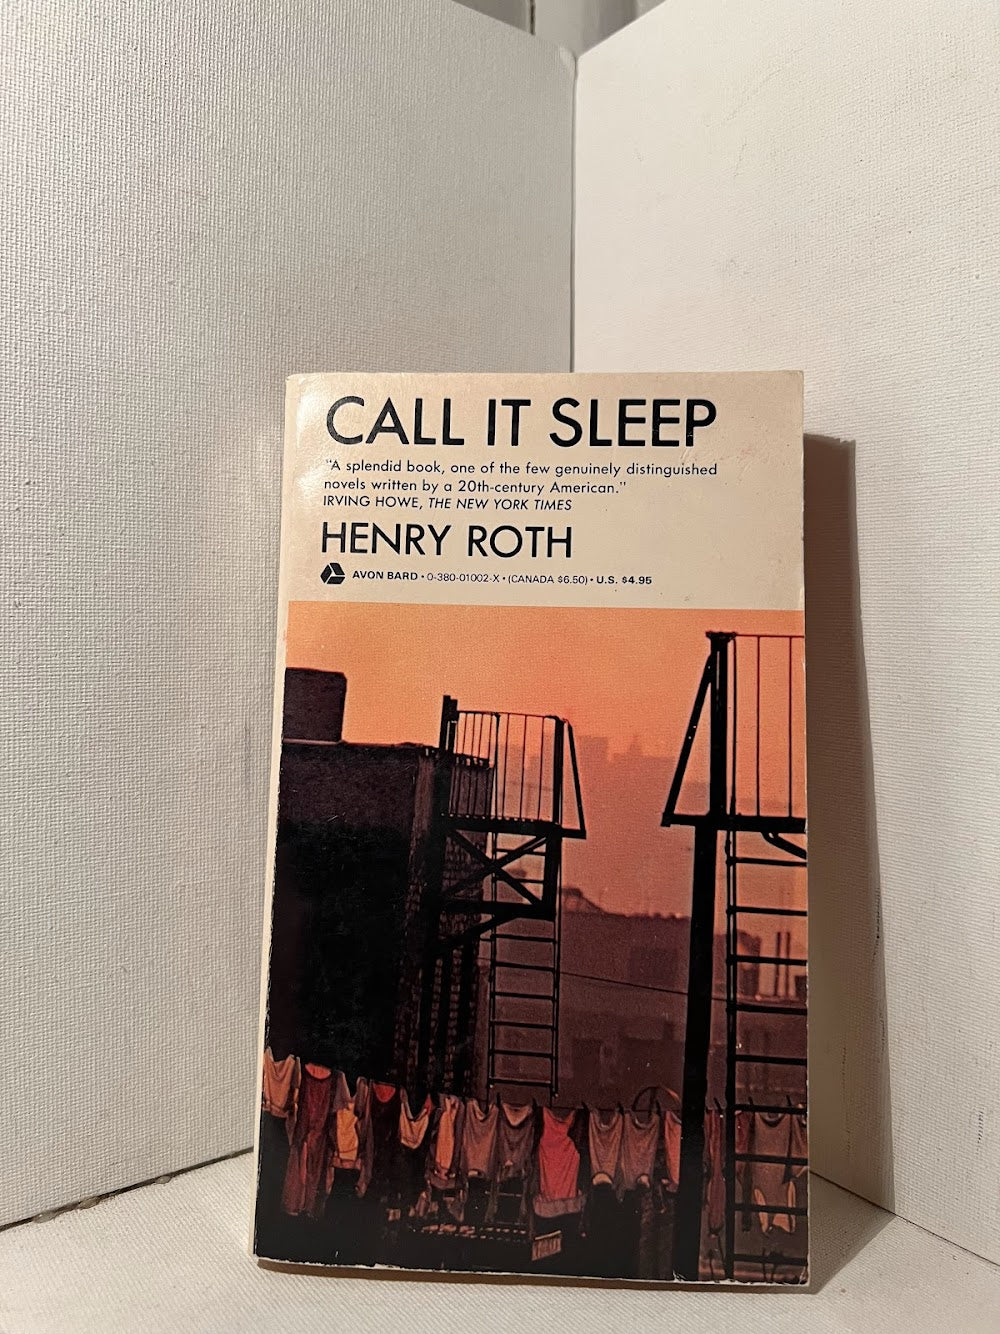 CALL IT SLEEP
"A splendid book, one of the few genuinely distinguished
novels written by a 20th-century American."
IRVING HOWE, THE NEW YORK TIMES
HENRY ROTH
AVON BARD • 0-380-01002-X • (CANADA $6.50) • U.S. $4.95